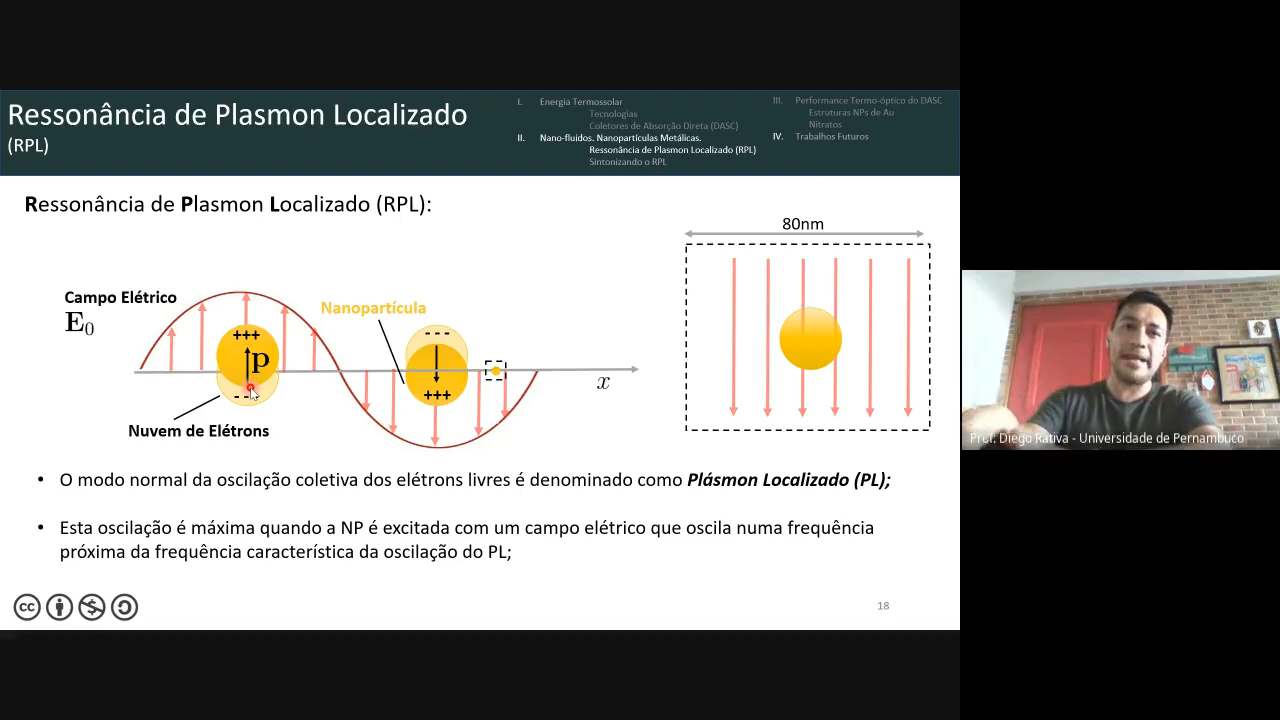 Ressonância de Plasmon Localizado
(RPL)
I. Energia Termossolar
Tecnologias
Coletores de Absorção Direta (DASC)
II. Nano-fluidos. Nanopartículas Metálicas.
Ressonância de Plasmon Localizado (RPL)
Sintonizando o RPL
III. Performance Termo-óptico do DASC
Estruturas NPs de Au
Nitratos
IV. Trabalhos Futuros
Ressonância de Plasmon Localizado (RPL):
80nm
Campo Elétrico
E₀
Nanopartícula
+++
- - -
p
- -
+++
x
Nuvem de Elétrons
• O modo normal da oscilação coletiva dos elétrons livres é denominado como Plásmon Localizado (PL);
• Esta oscilação é máxima quando a NP é excitada com um campo elétrico que oscila numa frequência
próxima da frequência característica da oscilação do PL;
cc
18
Prof. Diego Rativa - Universidade de Pernambuco